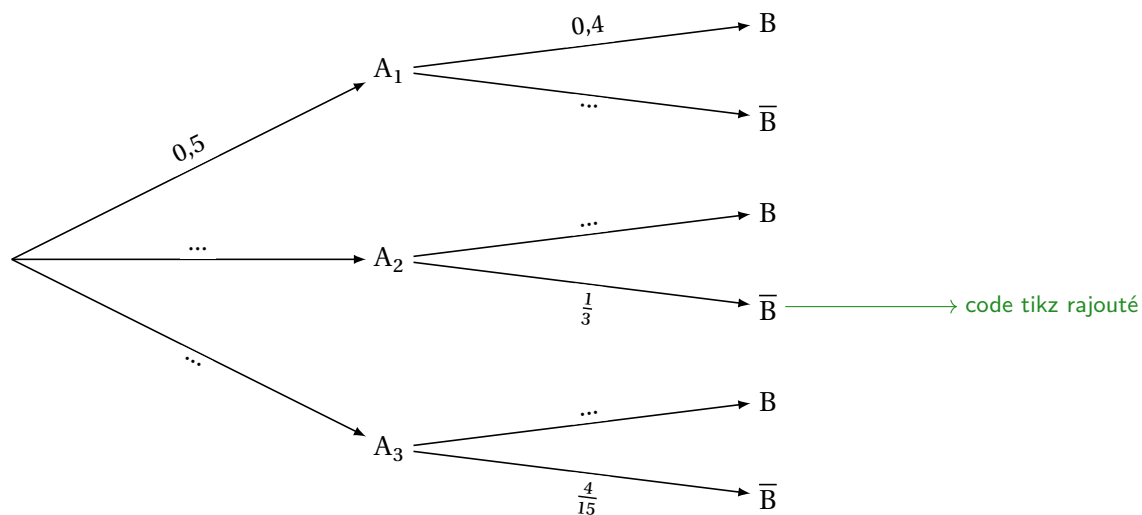 0,4
B
A₁
...
B̅
0,5
...
B
...
A₂
1/3
B̅
code tikz rajouté
...
...
B
A₃
4/15
B̅